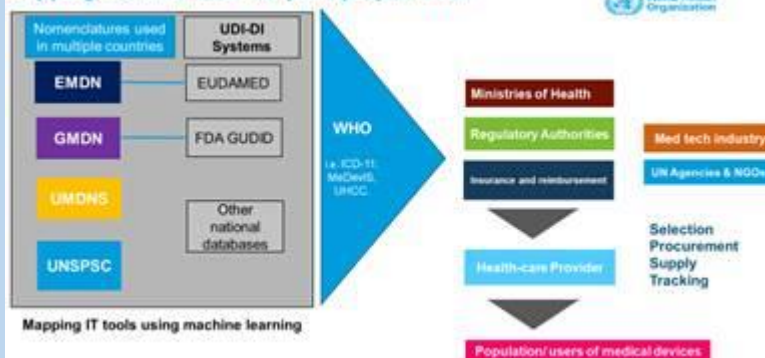 Organization
Nomenclatures used
in multiple countries
UDI-DI
Systems
EMDN
EUDAMED
GMDN
FDA GUDID
UMDNS
Other
national
databases
UNSPSC
Mapping IT tools using machine learning
WHO
i.e. ICD-11,
MeDevIS,
UHCC.
Ministries of Health
Regulatory Authorities
Insurance and reimbursement
Med tech industry
UN Agencies & NGOs
Health-care Provider
Selection
Procurement
Supply
Tracking
Population/ users of medical devices